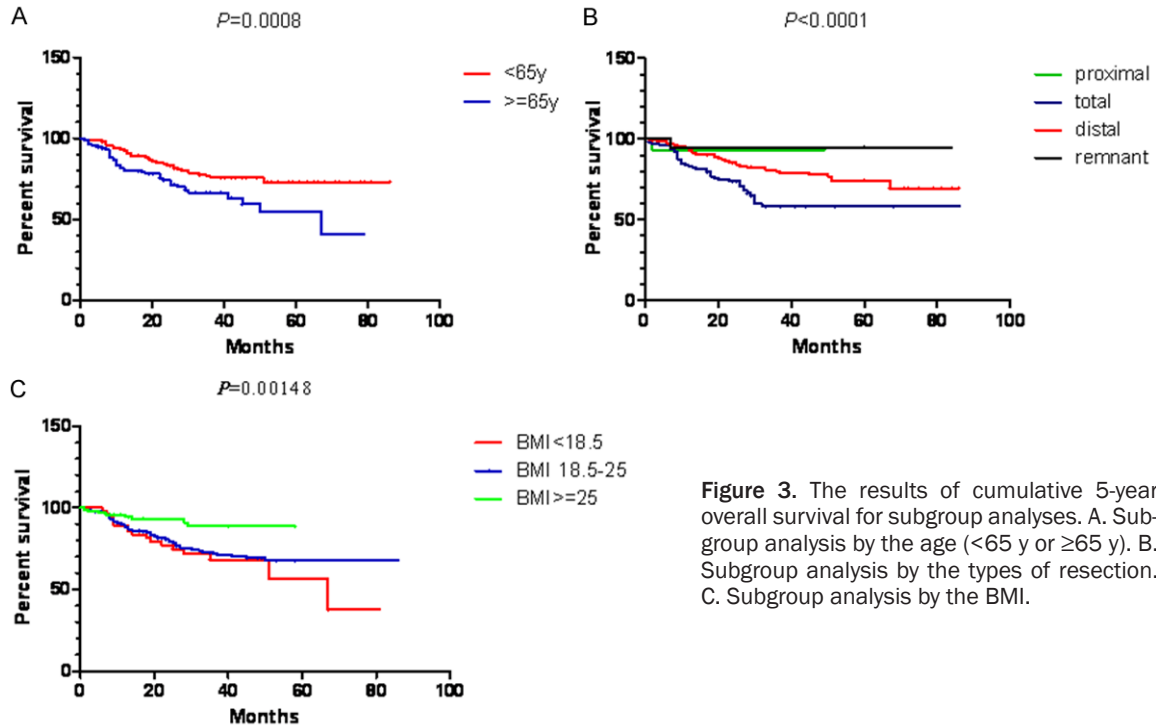 A
P=0.0008
150
100
50
0
Percent survival
0 20 40 60 80 100
Months
<65y
>=65y
B
P<0.0001
150
100
50
0
Percent survival
0 20 40 60 80 100
Months
proximal
total
distal
remnant
C
P=0.00148
150
100
50
0
Percent survival
0 20 40 60 80 100
Months
BMI<18.5
BMI 18.5-25
BMI>=25
Figure 3. The results of cumulative 5-year
overall survival for subgroup analyses. A. Sub-
group analysis by the age (<65 y or ≥65 y). B.
Subgroup analysis by the types of resection.
C. Subgroup analysis by the BMI.